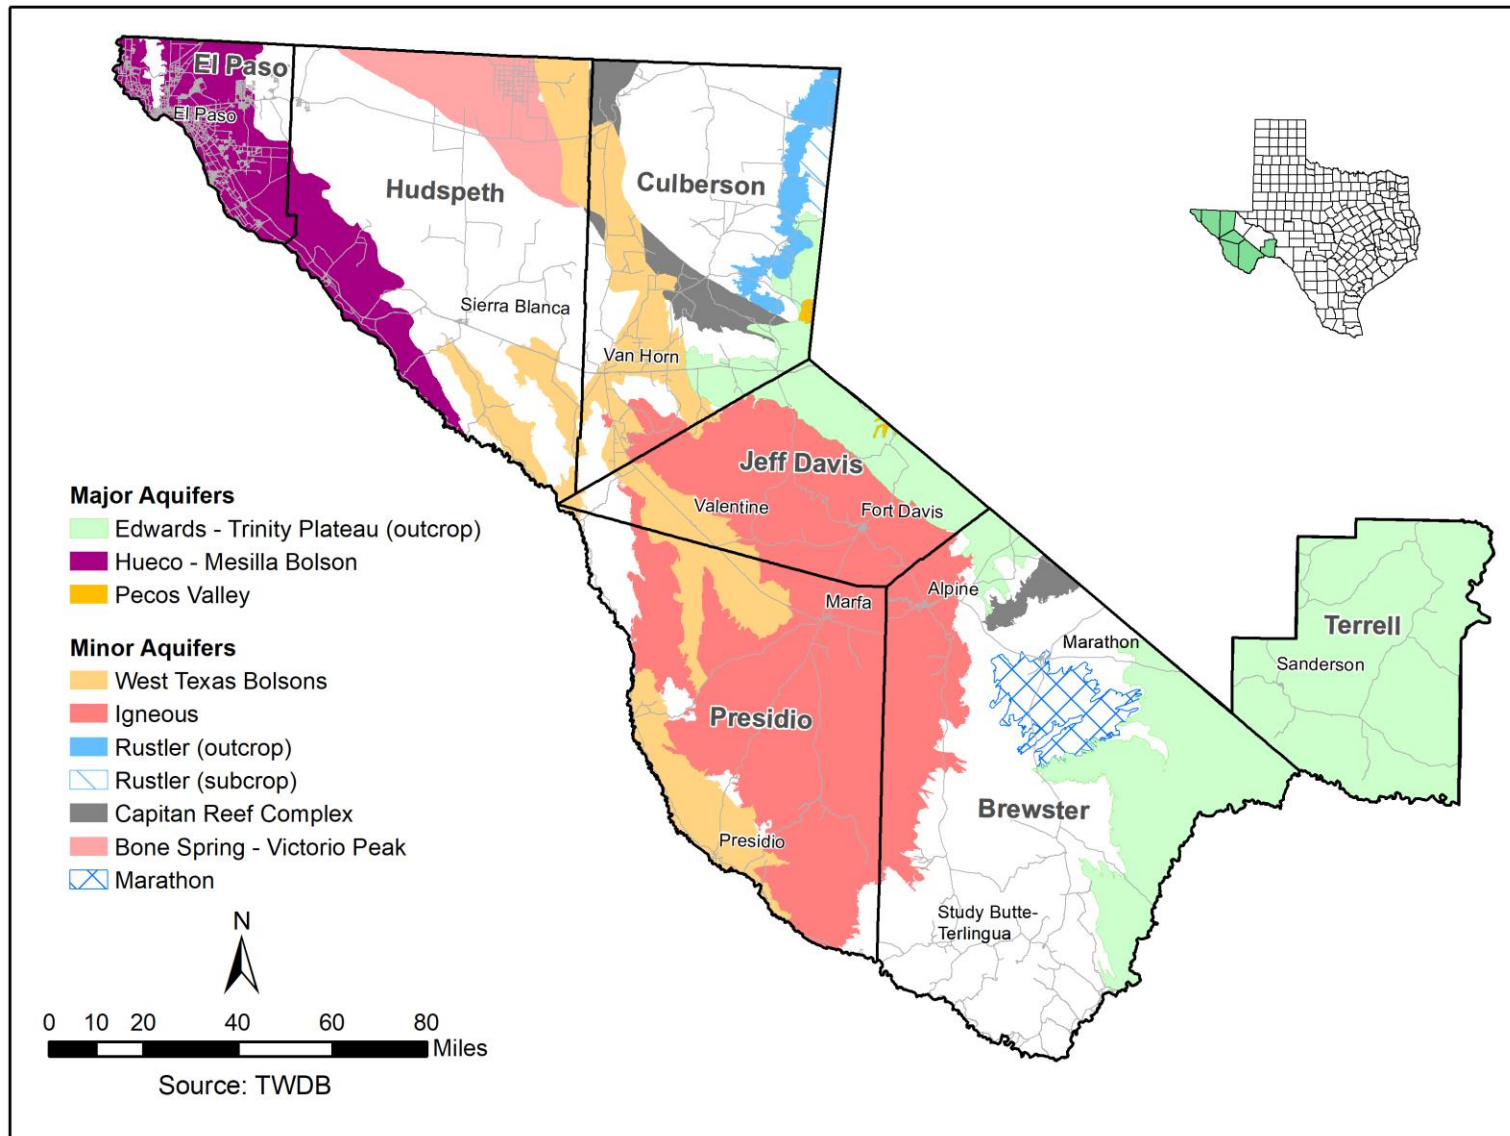 El Paso
El Paso
Hudspeth
Culberson
Sierra Blanca
Van Horn
Jeff Davis
Valentine
Fort Davis
Alpine
Marfa
Marathon
Terrell
Sanderson
Presidio
Brewster
Presidio
Study Butte-
Terlingua
Major Aquifers
Edwards - Trinity Plateau (outcrop)
Hueco - Mesilla Bolson
Pecos Valley
Minor Aquifers
West Texas Bolsons
Igneous
Rustler (outcrop)
Rustler (subcrop)
Capitan Reef Complex
Bone Spring - Victorio Peak
Marathon
N
0 10 20 40 60 80
Miles
Source: TWDB